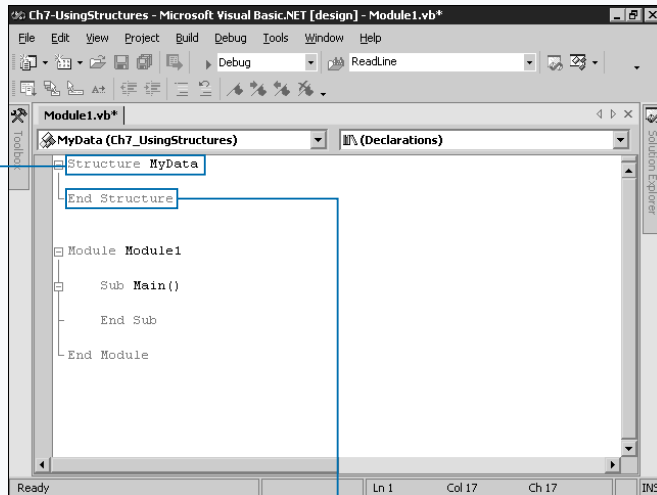 Ch7-UsingStructures - Microsoft Visual Basic.NET [design] - Module1.vb*
File Edit View Project Build Debug Tools Window Help
Debug ReadLine
Module1.vb*
MyData (Ch7_UsingStructures) (Declarations)
Toolbox
Solution Explorer
Structure MyData
End Structure
Module Module1
Sub Main()
End Sub
End Module
Ready Ln 1 Col 17 Ch 17 INS